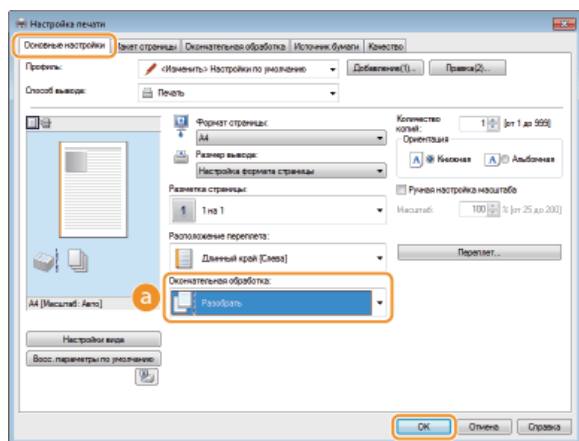 Настройка печати
Основные настройки Макет страницы Окончательная обработка Источник бумаги Качество
Профиль: <Изменить> Настройки по умолчанию Добавление(1)... Правка(2)...
Способ вывода: Печать
Формат страницы:
A4
Размер вывода:
Настройка формата страницы
Количество копий: 1 [от 1 до 999]
Ориентация
A Книжная A Альбомная
Разметка страницы:
1 1 на 1
Ручная настройка масштаба
Масштаб: 100 % [от 25 до 200]
Расположение переплета:
Длинный край [Слева]
Переплет...
Окончательная обработка:
a Разобрать
A4 [Масштаб: Авто]
Настройки вида
Восс. параметры по умолчанию
OK Отмена Справка